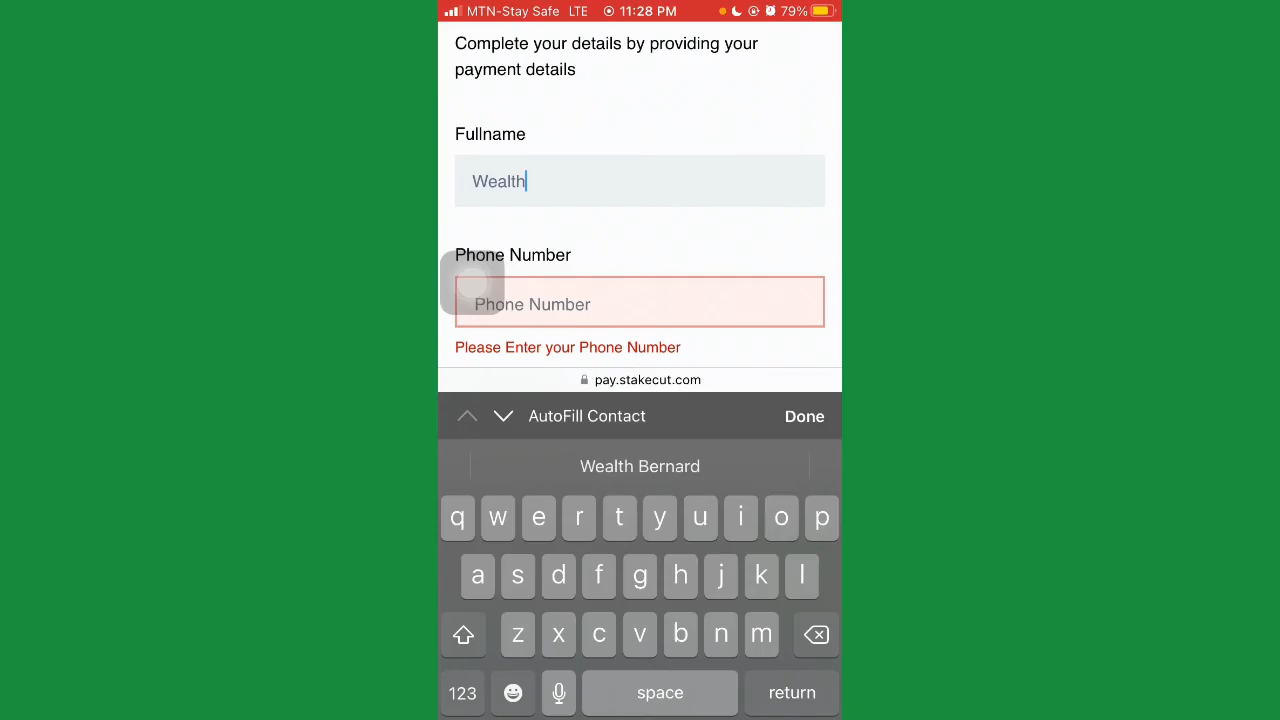 MTN-Stay Safe LTE 11:28 PM 79%
Complete your details by providing your
payment details
Fullname
Wealth
Phone Number
Phone Number
Please Enter your Phone Number
pay.stakecut.com
AutoFill Contact Done
Wealth Bernard
q w e r t y u i o p
a s d f g h j k l
z x c v b n m
123 space return